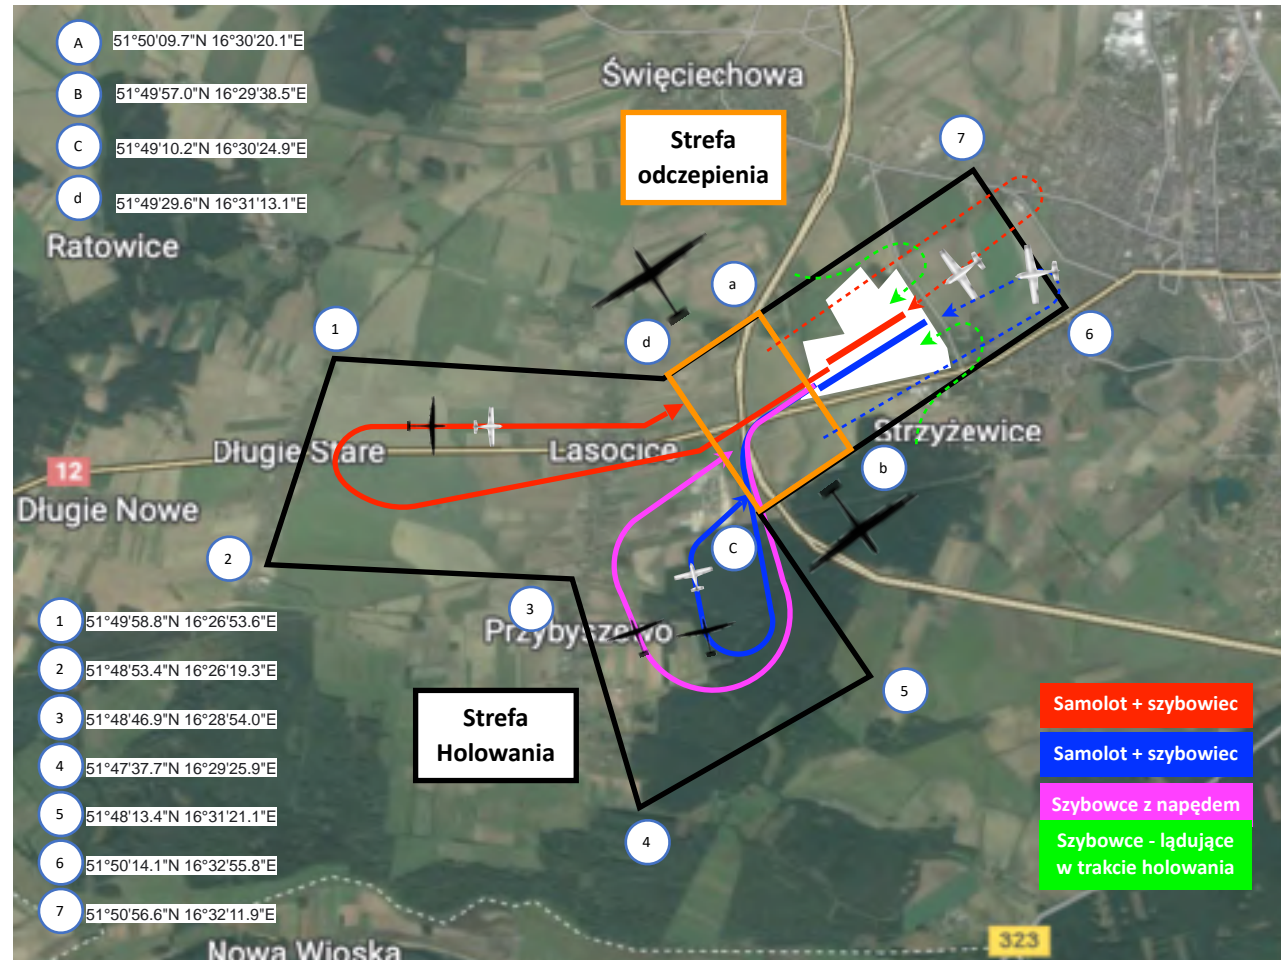 A 51°50'09.7"N 16°30'20.1"E
B 51°49'57.0"N 16°29'38.5"E
C 51°49'10.2"N 16°30'24.9"E
d 51°49'29.6"N 16°31'13.1"E
Święciechowa
Strefa
odczepienia
7
Ratowice
a
1
d
6
Strzyżewice
Długie Stare
Lasocice
12
b
Długie Nowe
2
C
3
Przybyszewo
1 51°49'58.8"N 16°26'53.6"E
2 51°48'53.4"N 16°26'19.3"E
3 51°48'46.9"N 16°28'54.0"E
4 51°47'37.7"N 16°29'25.9"E
5 51°48'13.4"N 16°31'21.1"E
6 51°50'14.1"N 16°32'55.8"E
7 51°50'56.6"N 16°32'11.9"E
Strefa
Holowania
5
4
Samolot + szybowiec
Samolot + szybowiec
Szybowce z napędem
Szybowce - lądujące
w trakcie holowania
323
Nowa Wioska